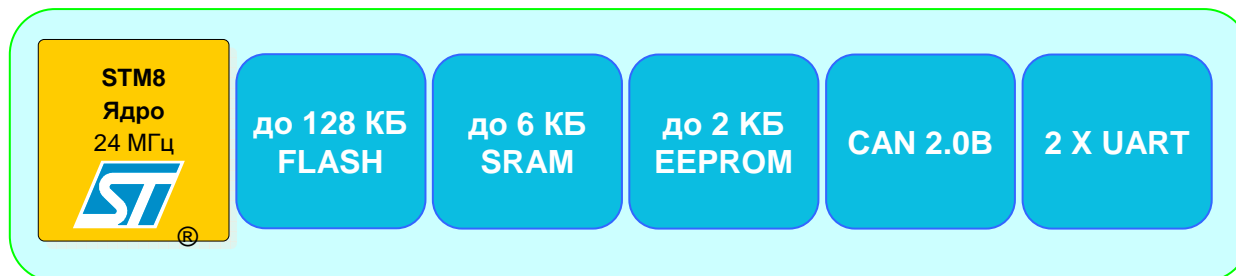 STM8
Ядро
24 МГц
ST
®
до 128 КБ
FLASH
до 6 КБ
SRAM
до 2 КБ
EEPROM
CAN 2.0B
2 X UART